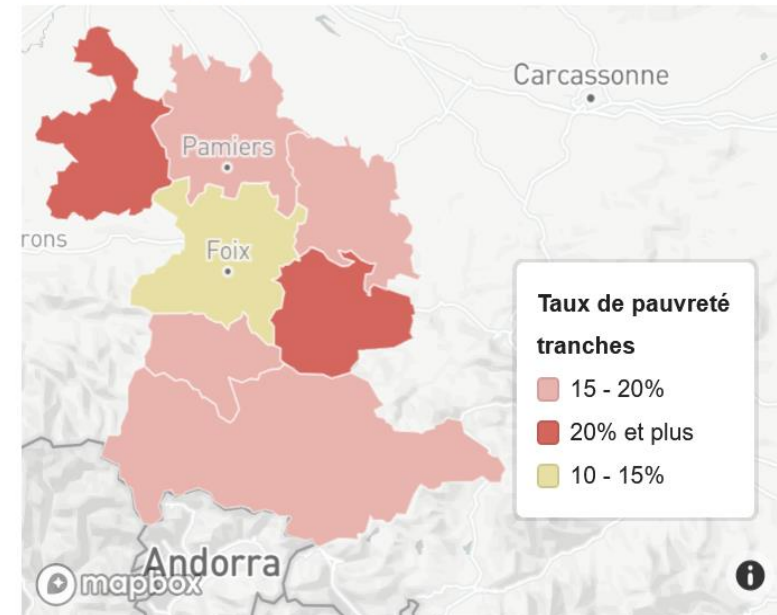 Carcassonne
Pamiers
rons
Foix
Taux de pauvreté
tranches
15 - 20%
20% et plus
10 - 15%
Andorra
mapbox
i